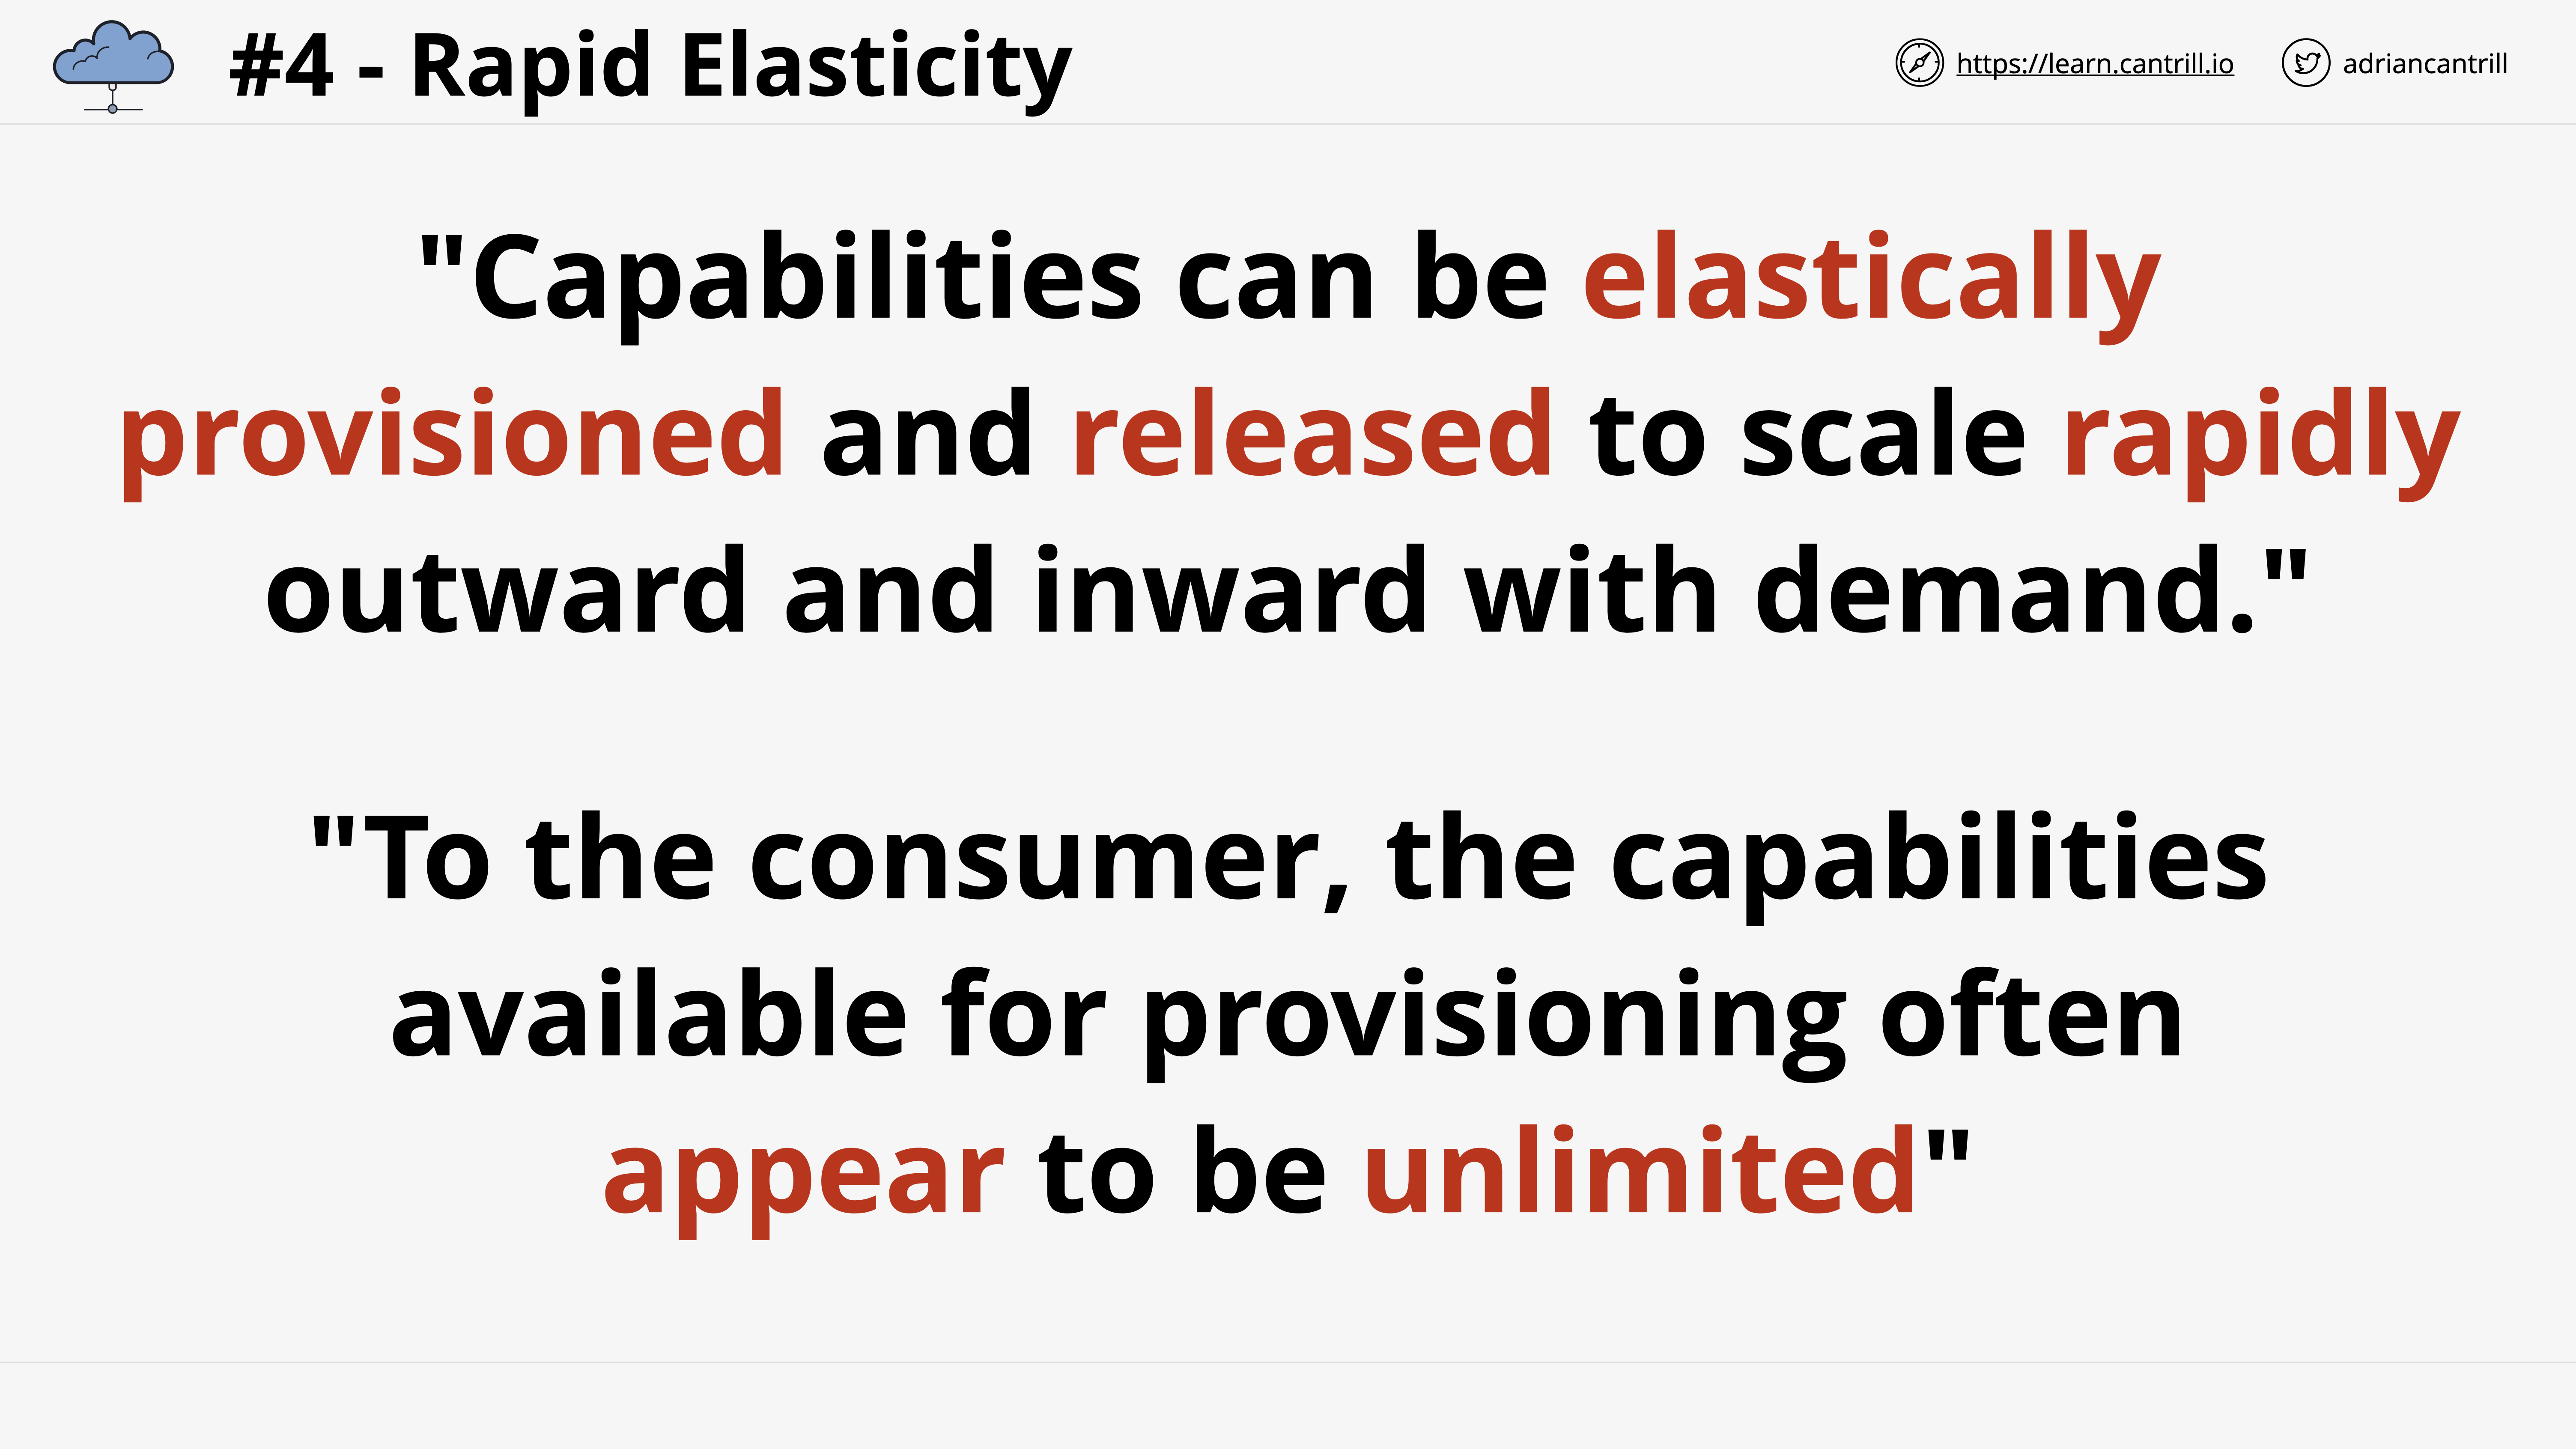 #4 - Rapid Elasticity
https://learn.cantrill.io
adriancantrill
"Capabilities can be elastically
provisioned and released to scale rapidly
outward and inward with demand."
"To the consumer, the capabilities
available for provisioning often
appear to be unlimited"